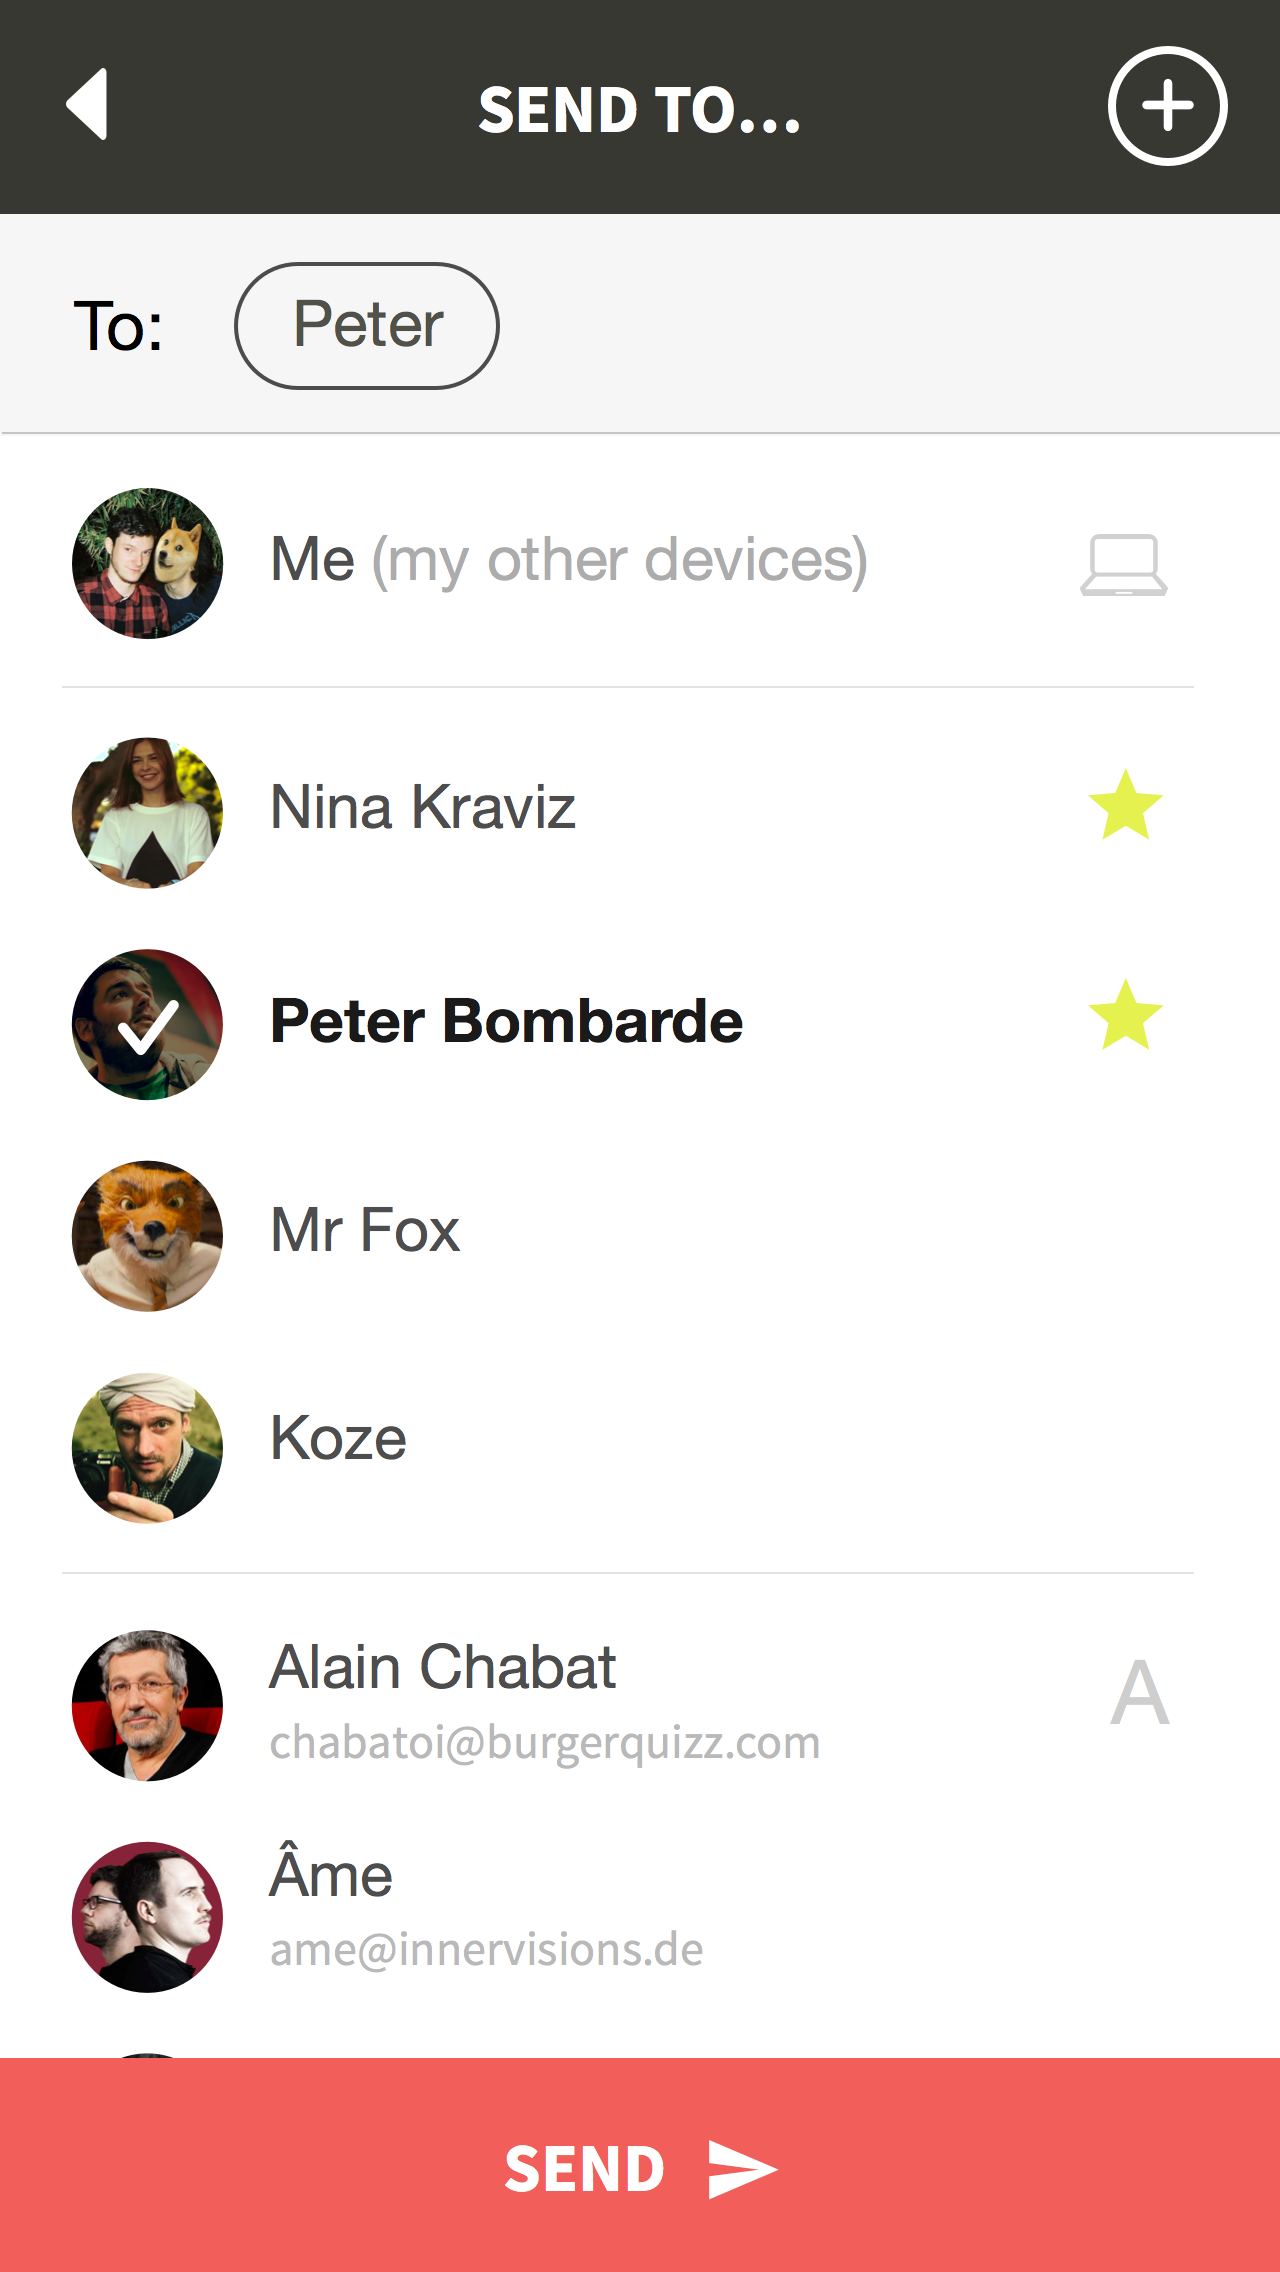 SEND TO...
To: Peter
Me (my other devices)
Nina Kraviz
Peter Bombarde
Mr Fox
Koze
Alain Chabat
A
chabatoi@burgerquizz.com
Âme
ame@innervisions.de
SEND